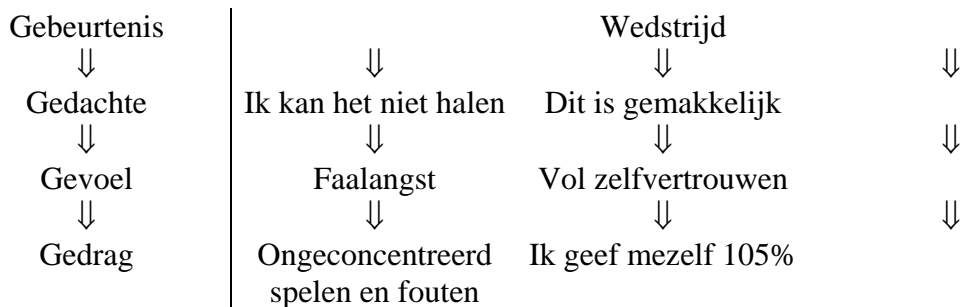 Gebeurtenis Wedstrijd
⇓ ⇓ ⇓ ⇓
Gedachte Ik kan het niet halen Dit is gemakkelijk
⇓ ⇓ ⇓ ⇓
Gevoel Faalangst Vol zelfvertrouwen
⇓ ⇓ ⇓ ⇓
Gedrag Ongeconcentreerd Ik geef mezelf 105%
spelen en fouten